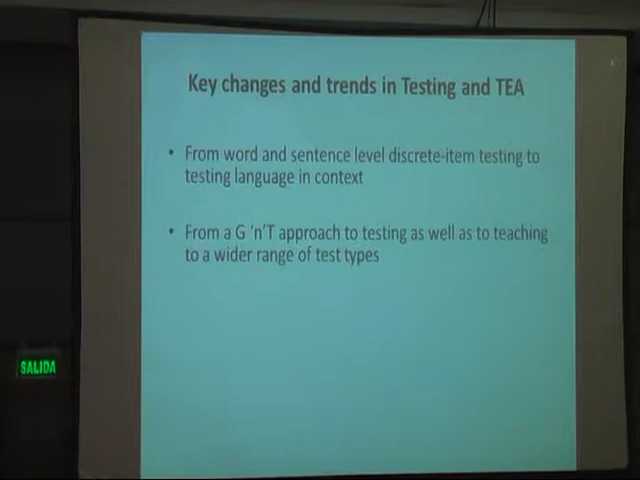 Key changes and trends in Testing and TEA
• From word and sentence level discrete-item testing to
testing language in context
• From a G 'n'T approach to testing as well as to teaching
to a wider range of test types
SALIDA